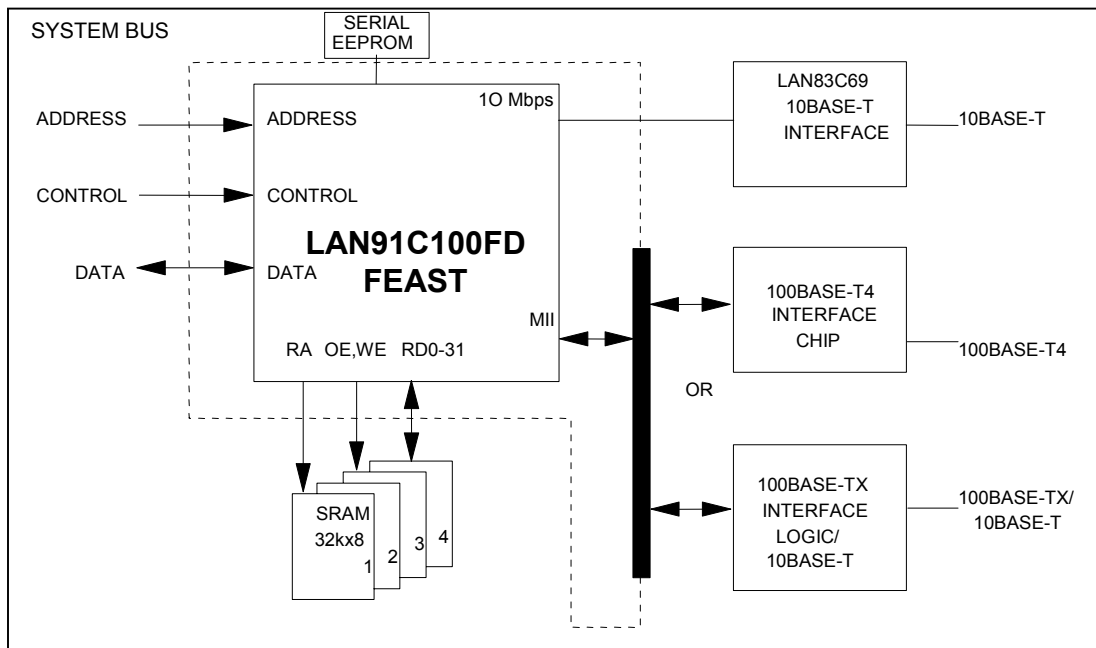 SYSTEM BUS
SERIAL
EEPROM
ADDRESS
CONTROL
DATA
10 Mbps
ADDRESS
CONTROL
LAN91C100FD
FEAST
DATA
MII
RA OE,WE RD0-31
SRAM
32kx8
1
2
3
4
LAN83C69
10BASE-T
INTERFACE
10BASE-T
100BASE-T4
INTERFACE
CHIP
100BASE-T4
OR
100BASE-TX
INTERFACE
LOGIC/
10BASE-T
100BASE-TX/
10BASE-T